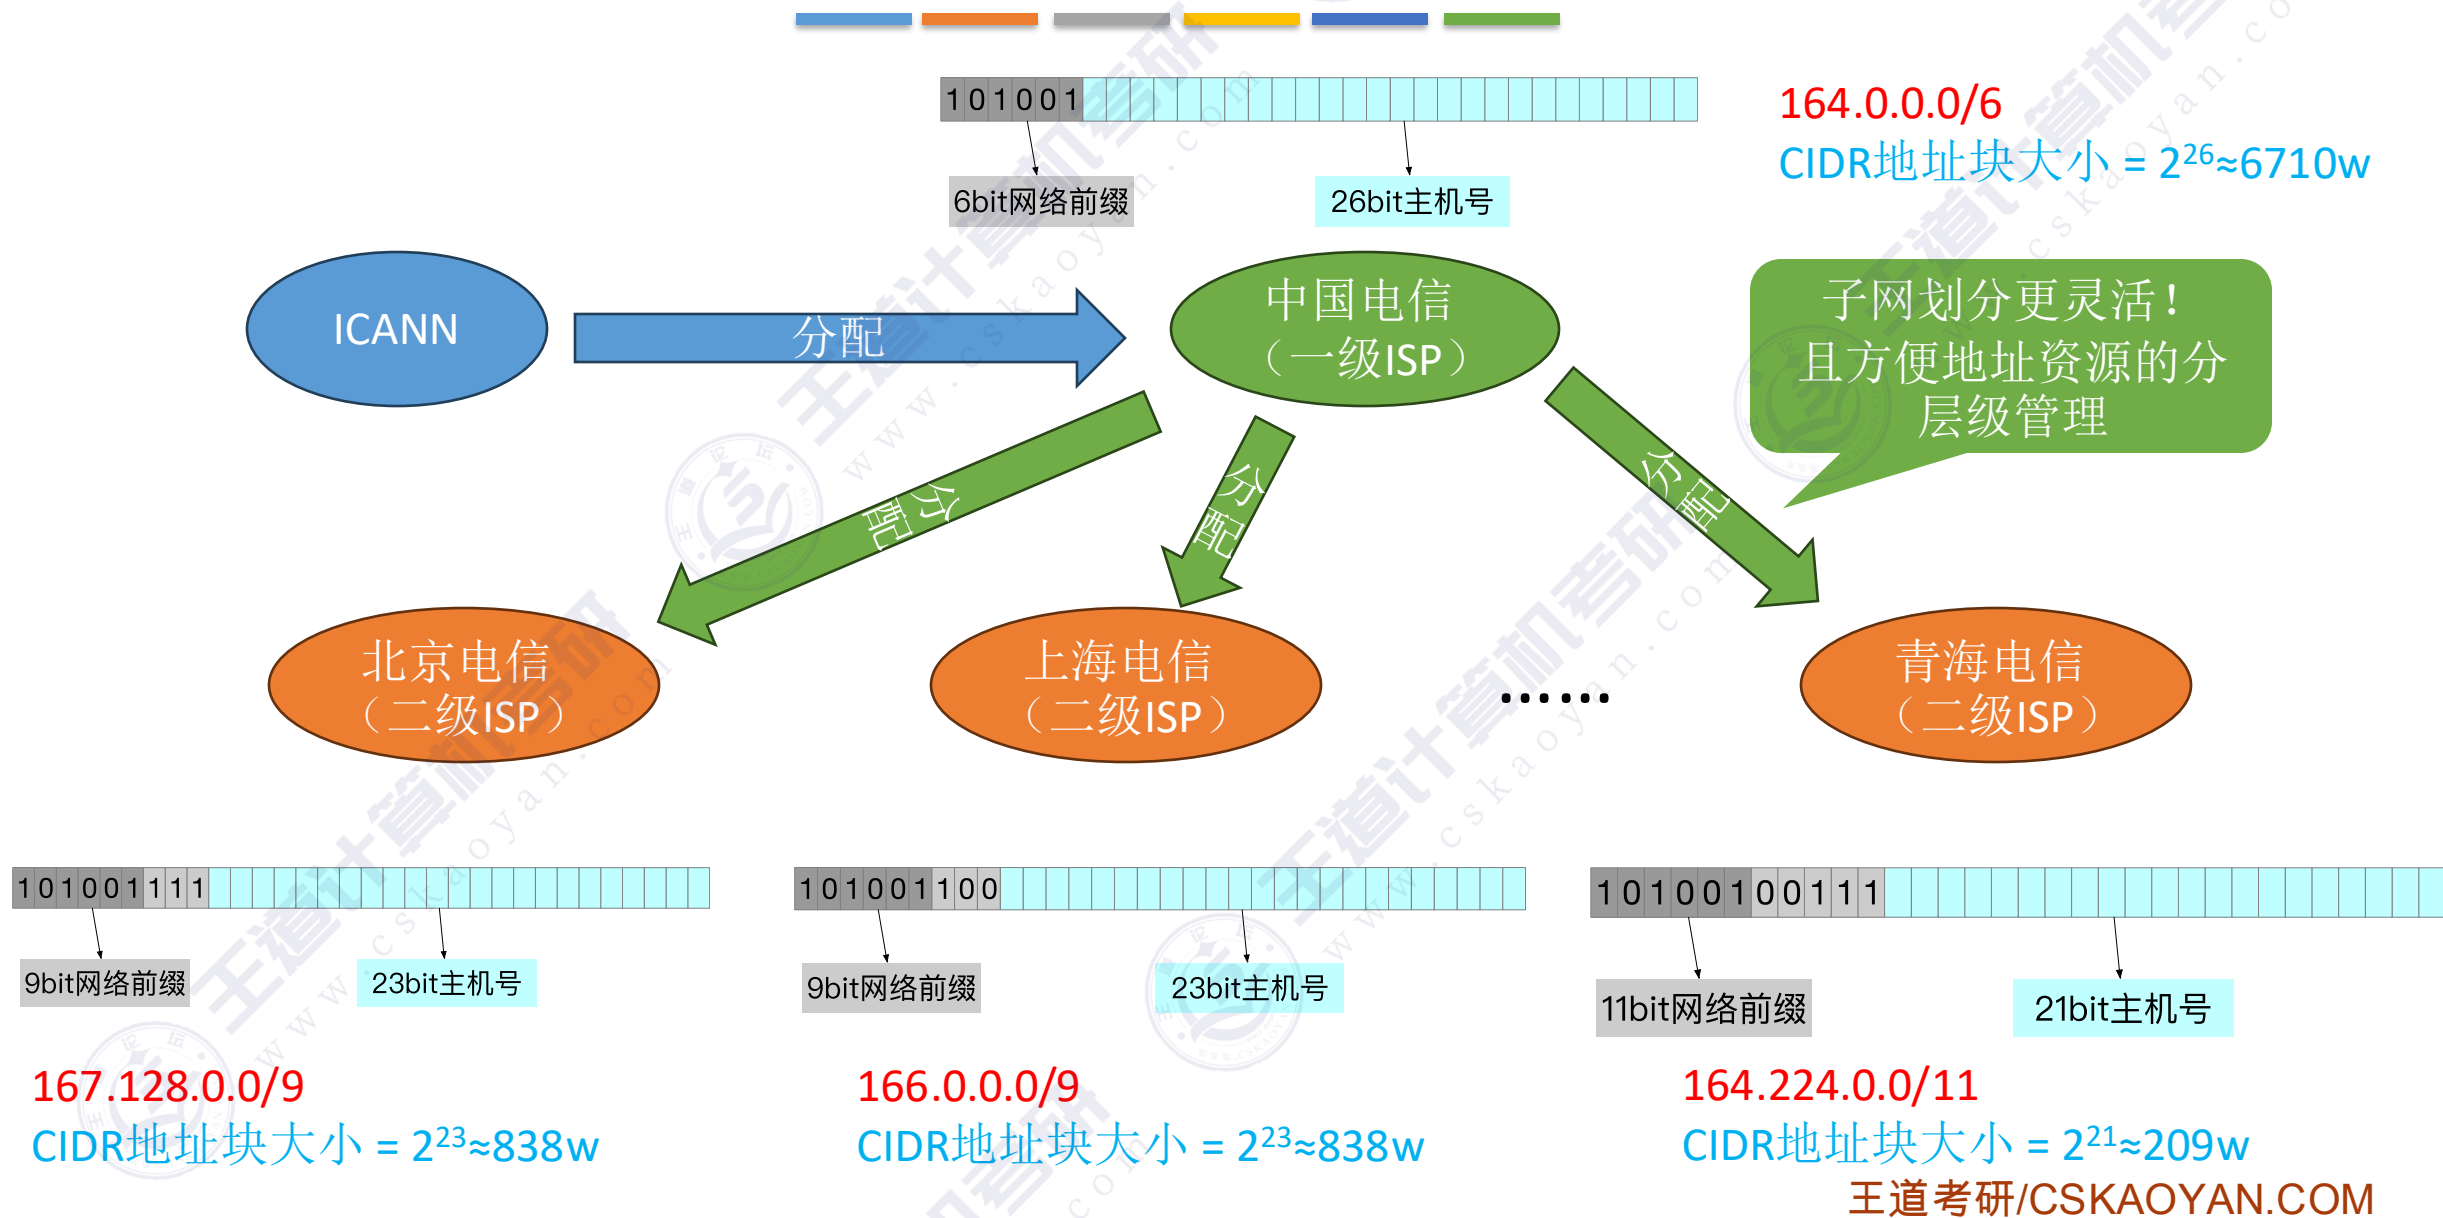 101001
164.0.0.0/6
CIDR地址块大小 = 2²⁶≈6710w
6bit网络前缀
26bit主机号
ICANN
分配
中国电信
（一级ISP）
子网划分更灵活！
且方便地址资源的分
层级管理
分配
分配
分配
北京电信
（二级ISP）
上海电信
（二级ISP）
……
青海电信
（二级ISP）
101001111
101001100
10100100111
9bit网络前缀
23bit主机号
9bit网络前缀
23bit主机号
11bit网络前缀
21bit主机号
167.128.0.0/9
CIDR地址块大小 = 2²³≈838w
166.0.0.0/9
CIDR地址块大小 = 2²³≈838w
164.224.0.0/11
CIDR地址块大小 = 2²¹≈209w
王道考研/CSKAOYAN.COM
王道计算机考研
www.cskaoyan.com